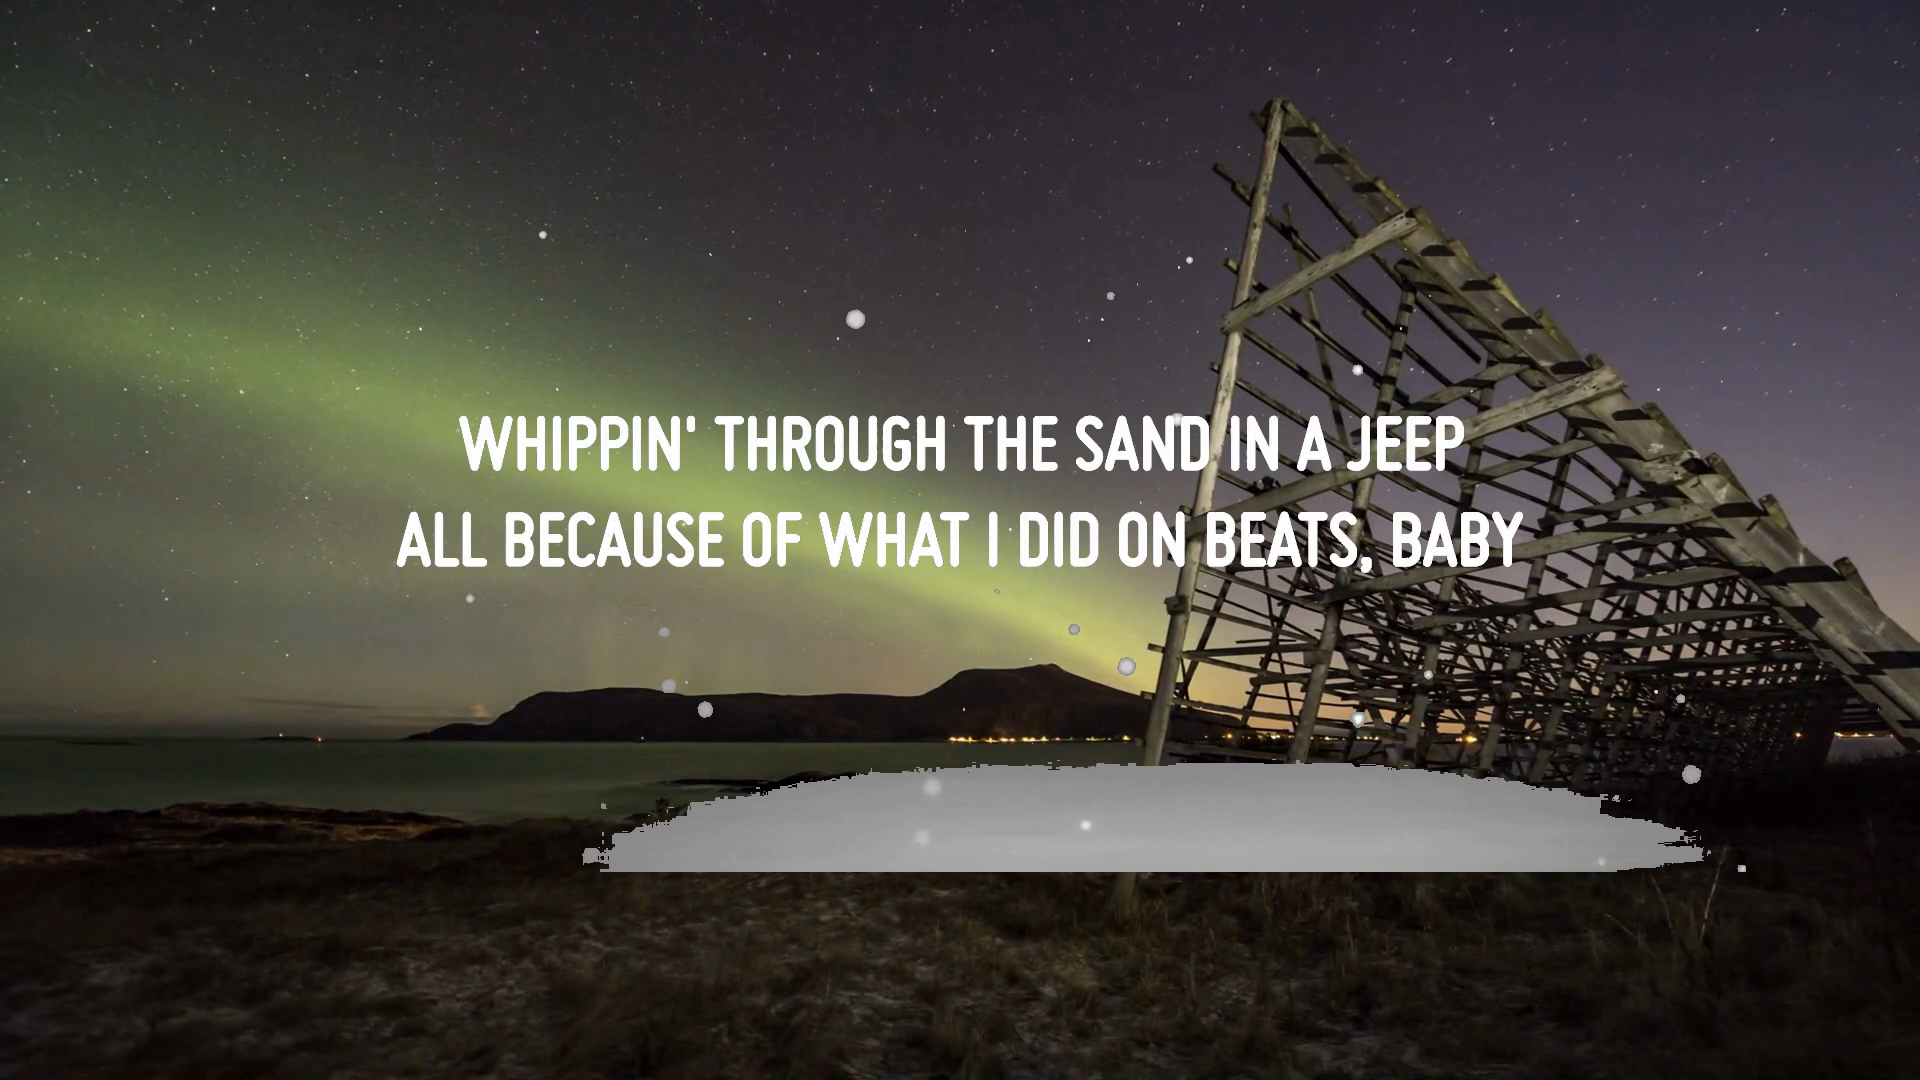 WHIPPIN' THROUGH THE SAND IN A JEEP
ALL BECAUSE OF WHAT I DID ON BEATS, BABY